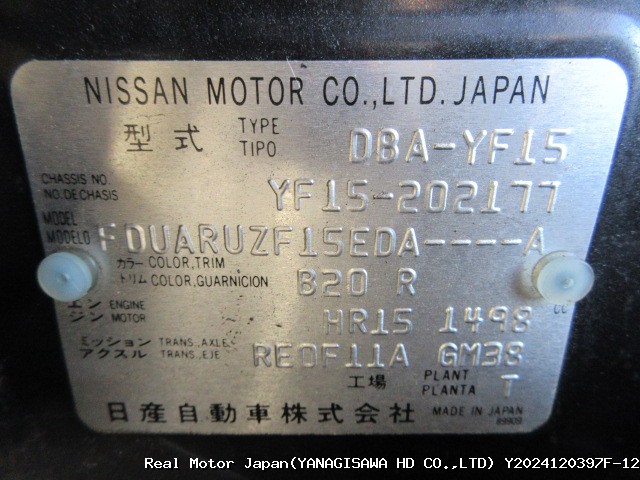 NISSAN MOTOR CO.,LTD. JAPAN
型式 TYPE TIPO DBA-YF15
CHASSIS NO. NO.DE CHASIS YF15-202177
MODEL MODELO FDUARUZF15EDA----A
カラー COLOR,TRIM
トリム COLOR,GUARNICION B20 R
エンジン ENGINE MOTOR HR15 1498 CC
ミッション TRANS.,AXLE
アクスル TRANS.,EJE RE0F11A GM38
工場 PLANT PLANTA T
日産自動車株式会社 MADE IN JAPAN
89909
Real Motor Japan(YANAGISAWA HD CO.,LTD) Y2024120397F-12